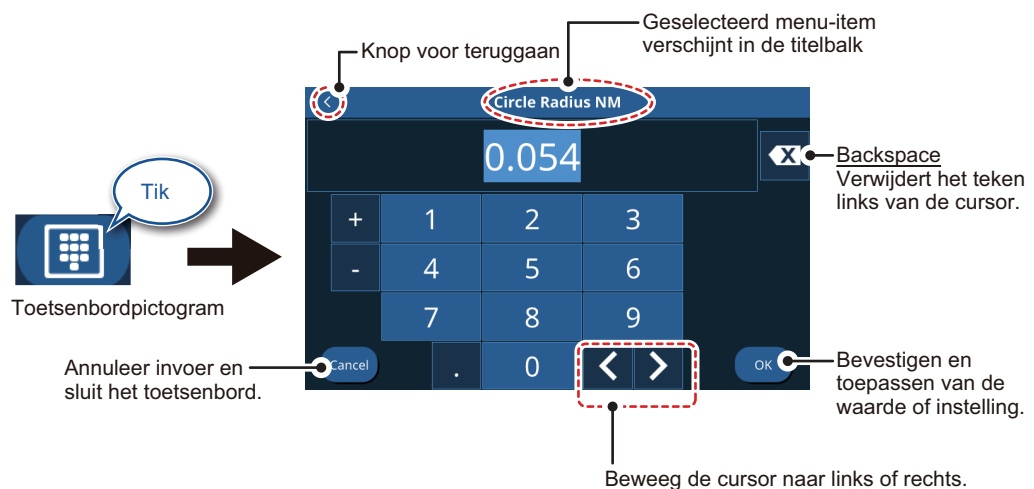 Geselecteerd menu-item
verschijnt in de titelbalk
Knop voor teruggaan
Circle Radius NM
0.054
X
Backspace
Verwijdert het teken
links van de cursor.
Tik
+ 1 2 3
- 4 5 6
Toetsenbordpictogram
7 8 9
Annuleer invoer en
sluit het toetsenbord.
Cancel . 0 < > OK
Bevestigen en
toepassen van de
waarde of instelling.
Beweeg de cursor naar links of rechts.